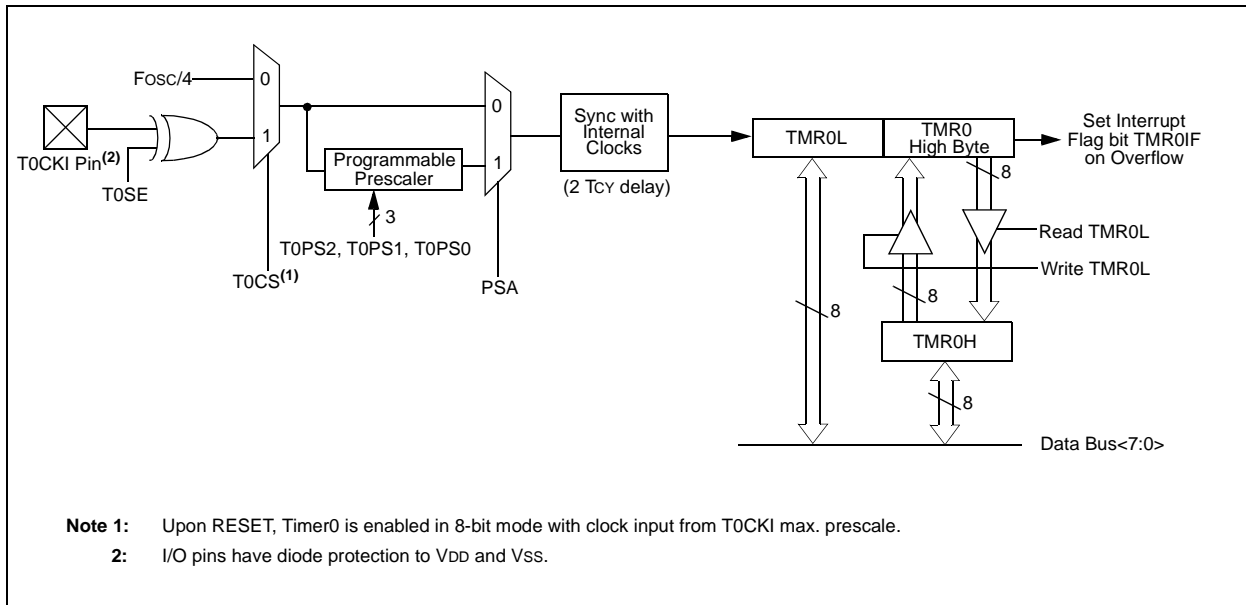 FOSC/4
0
1
T0CKI Pin(2)
T0SE
T0CS(1)
Programmable
Prescaler
3
T0PS2, T0PS1, T0PS0
0
1
PSA
Sync with
Internal
Clocks
(2 TCY delay)
TMR0L
TMR0
High Byte
Set Interrupt
Flag bit TMR0IF
on Overflow
8
Read TMR0L
Write TMR0L
8
8
TMR0H
8
Data Bus<7:0>
Note 1: Upon RESET, Timer0 is enabled in 8-bit mode with clock input from T0CKI max. prescale.
2: I/O pins have diode protection to VDD and VSS.